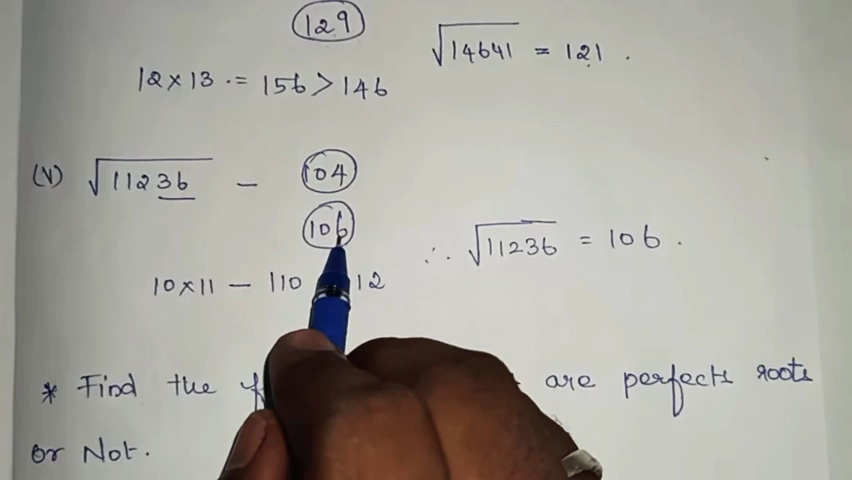 129
√14641 = 121 .
12 × 13 . = 156 > 146
(V) √11236 - 104
106
∴ √11236 = 106 .
10 × 11 - 110 12
* Find the are perfects roots
or Not.